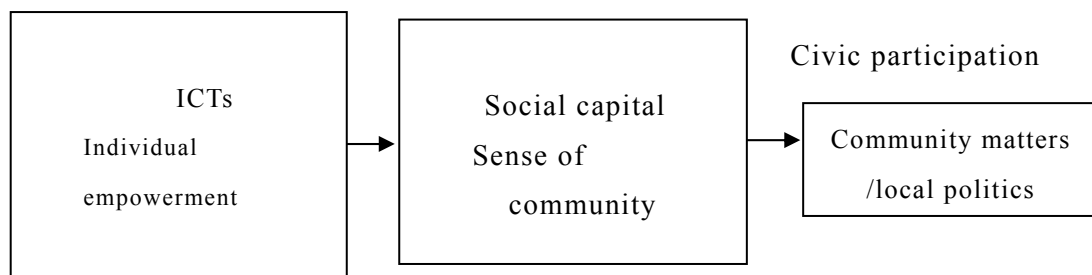 ICTs
Individual
empowerment
Social capital
Sense of
community
Civic participation
Community matters
/local politics